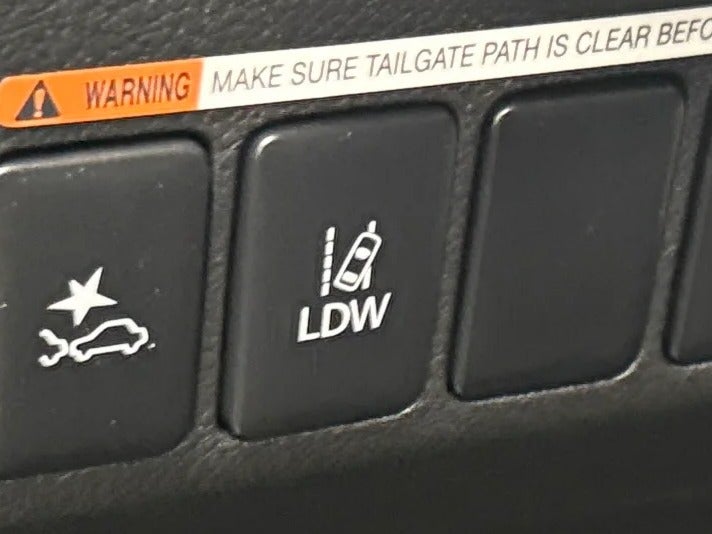 WARNING MAKE SURE TAILGATE PATH IS CLEAR
LDW